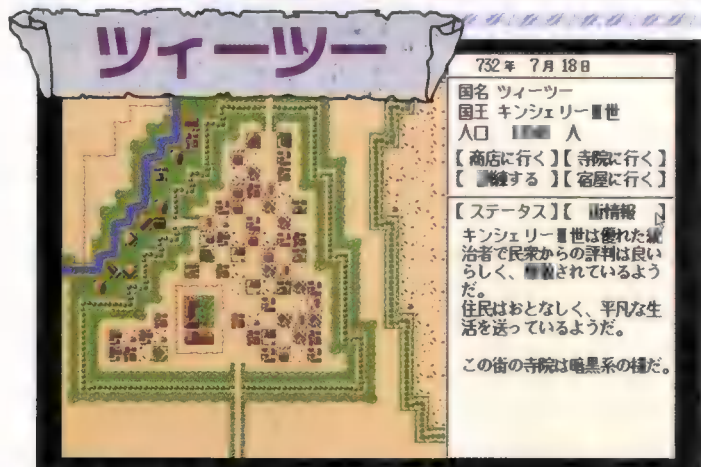 ツィーツー
732年 7月 18日
国名 ツィーツー
国王 キンシェリー 世
人口 人
【 商店に行く 】【 寺院に行く 】
【 する 】【 宿屋に行く 】
【 ステータス 】【 情報 】
キンシェリー 世は優れた
治者で民衆からの評判は良い
らしく、 されているよう
だ。
住民はおとなしく、平凡な生
活を送っているようだ。
この街の寺院は暗黒系の だ。